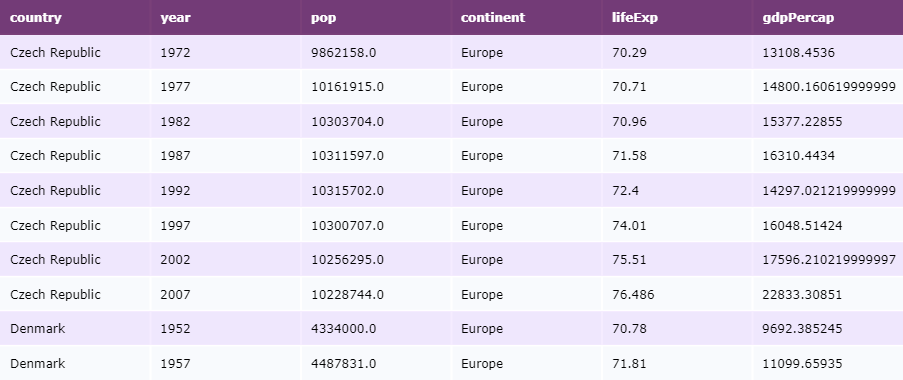 country year pop continent lifeExp gdpPercap
Czech Republic 1972 9862158.0 Europe 70.29 13108.4536
Czech Republic 1977 10161915.0 Europe 70.71 14800.160619999999
Czech Republic 1982 10303704.0 Europe 70.96 15377.22855
Czech Republic 1987 10311597.0 Europe 71.58 16310.4434
Czech Republic 1992 10315702.0 Europe 72.4 14297.021219999999
Czech Republic 1997 10300707.0 Europe 74.01 16048.51424
Czech Republic 2002 10256295.0 Europe 75.51 17596.210219999997
Czech Republic 2007 10228744.0 Europe 76.486 22833.30851
Denmark 1952 4334000.0 Europe 70.78 9692.385245
Denmark 1957 4487831.0 Europe 71.81 11099.65935